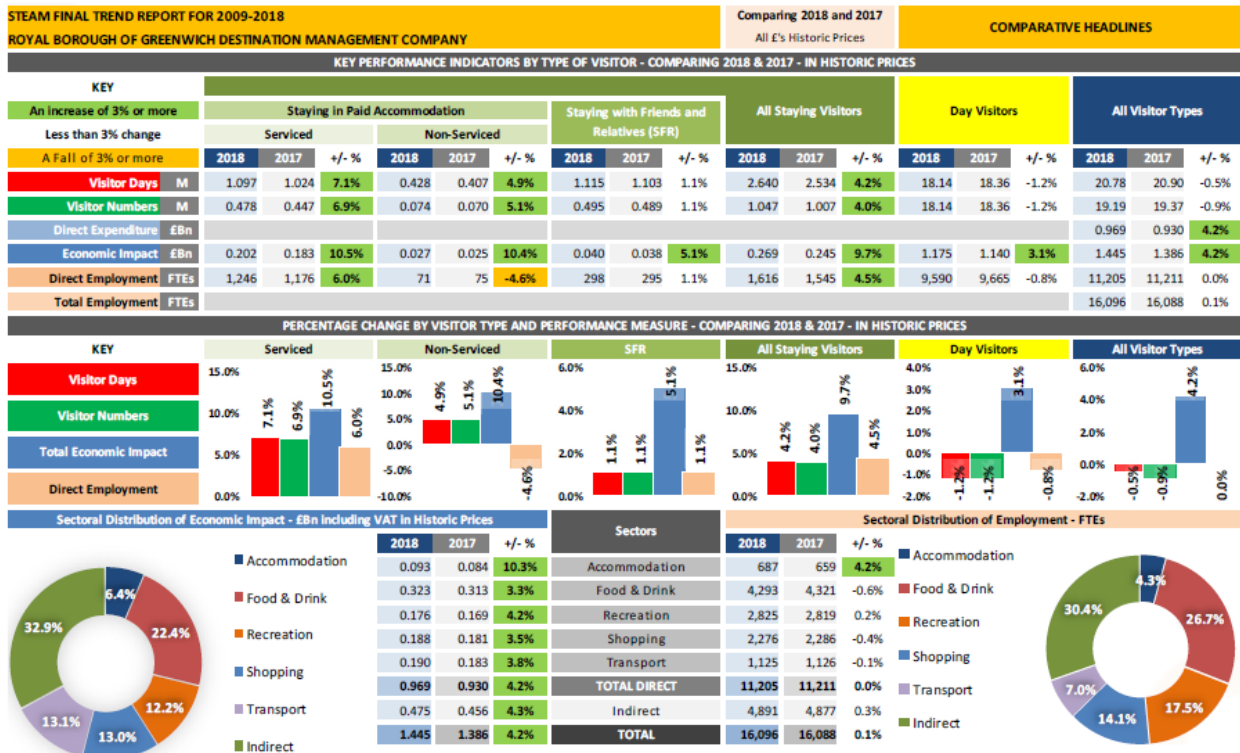 STEAM FINAL TREND REPORT FOR 2009-2018
ROYAL BOROUGH OF GREENWICH DESTINATION MANAGEMENT COMPANY
Comparing 2018 and 2017
All £'s Historic Prices
COMPARATIVE HEADLINES
KEY PERFORMANCE INDICATORS BY TYPE OF VISITOR - COMPARING 2018 & 2017 - IN HISTORIC PRICES
KEY
An increase of 3% or more
Less than 3% change
A Fall of 3% or more
Staying in Paid Accommodation
Serviced Non-Serviced
Staying with Friends and
Relatives (SFR)
All Staying Visitors
Day Visitors
All Visitor Types
2018 2017 +/- % 2018 2017 +/- % 2018 2017 +/- % 2018 2017 +/- % 2018 2017 +/- % 2018 2017 +/- %
Visitor Days M 1.097 1.024 7.1% 0.428 0.407 4.9% 1.115 1.103 1.1% 2.640 2.534 4.2% 18.14 18.36 -1.2% 20.78 20.90 -0.5%
Visitor Numbers M 0.478 0.447 6.9% 0.074 0.070 5.1% 0.495 0.489 1.1% 1.047 1.007 4.0% 18.14 18.36 -1.2% 19.19 19.37 -0.9%
Direct Expenditure £Bn 0.969 0.930 4.2%
Economic Impact £Bn 0.202 0.183 10.5% 0.027 0.025 10.4% 0.040 0.038 5.1% 0.269 0.245 9.7% 1.175 1.140 3.1% 1.445 1.386 4.2%
Direct Employment FTEs 1,246 1,176 6.0% 71 75 -4.6% 298 295 1.1% 1,616 1,545 4.5% 9,590 9,665 -0.8% 11,205 11,211 0.0%
Total Employment FTEs 16,096 16,088 0.1%
PERCENTAGE CHANGE BY VISITOR TYPE AND PERFORMANCE MEASURE - COMPARING 2018 & 2017 - IN HISTORIC PRICES
KEY
Visitor Days
Visitor Numbers
Total Economic Impact
Direct Employment
Serviced
15.0%
10.0%
5.0%
0.0%
7.1% 6.9% 10.5% 6.0%
Non-Serviced
15.0%
10.0%
5.0%
0.0%
-5.0%
-10.0%
4.9% 5.1% 10.4% -4.6%
SFR
6.0%
4.0%
2.0%
0.0%
1.1% 1.1% 5.1% 1.1%
All Staying Visitors
15.0%
10.0%
5.0%
0.0%
4.2% 4.0% 9.7% 4.5%
Day Visitors
4.0%
3.0%
2.0%
1.0%
0.0%
-1.0%
-2.0%
-1.2% -1.2% 3.1% -0.8%
All Visitor Types
6.0%
4.0%
2.0%
0.0%
-2.0%
-0.5% -0.9% 4.2% 0.0%
Sectoral Distribution of Economic Impact - £Bn including VAT in Historic Prices
6.4%
22.4%
12.2%
13.0%
13.1%
32.9%
Accommodation
Food & Drink
Recreation
Shopping
Transport
Indirect
Sectors
Sectoral Distribution of Employment - FTEs
2018 2017 +/- % 2018 2017 +/- %
0.093 0.084 10.3% Accommodation 687 659 4.2%
0.323 0.313 3.3% Food & Drink 4,293 4,321 -0.6%
0.176 0.169 4.2% Recreation 2,825 2,819 0.2%
0.188 0.181 3.5% Shopping 2,276 2,286 -0.4%
0.190 0.183 3.8% Transport 1,125 1,126 -0.1%
0.969 0.930 4.2% TOTAL DIRECT 11,205 11,211 0.0%
0.475 0.456 4.3% Indirect 4,891 4,877 0.3%
1.445 1.386 4.2% TOTAL 16,096 16,088 0.1%
Accommodation
Food & Drink
Recreation
Shopping
Transport
Indirect
4.3%
26.7%
17.5%
14.1%
7.0%
30.4%